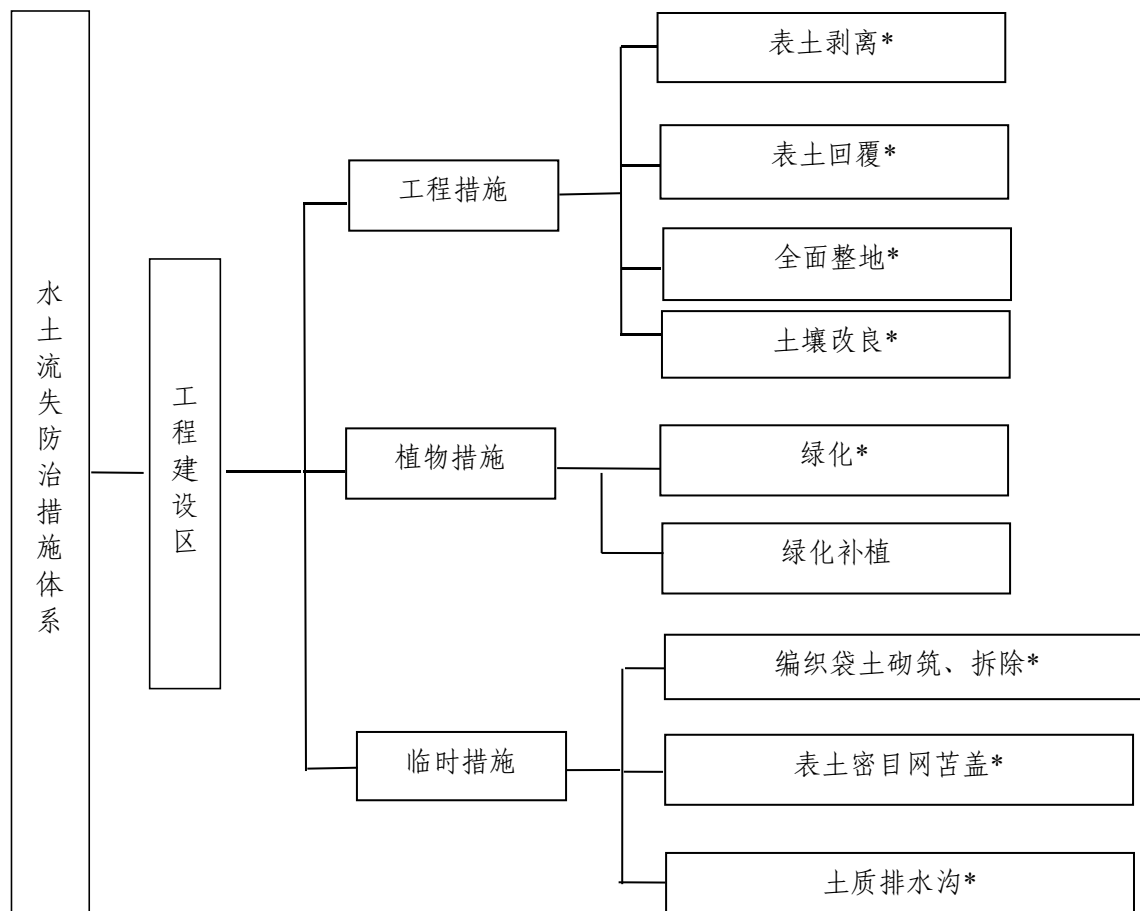 水土流失防治措施体系
工程建设区
工程措施
表土剥离*
表土回覆*
全面整地*
土壤改良*
植物措施
绿化*
绿化补植
临时措施
编织袋土砌筑、拆除*
表土密目网苫盖*
土质排水沟*